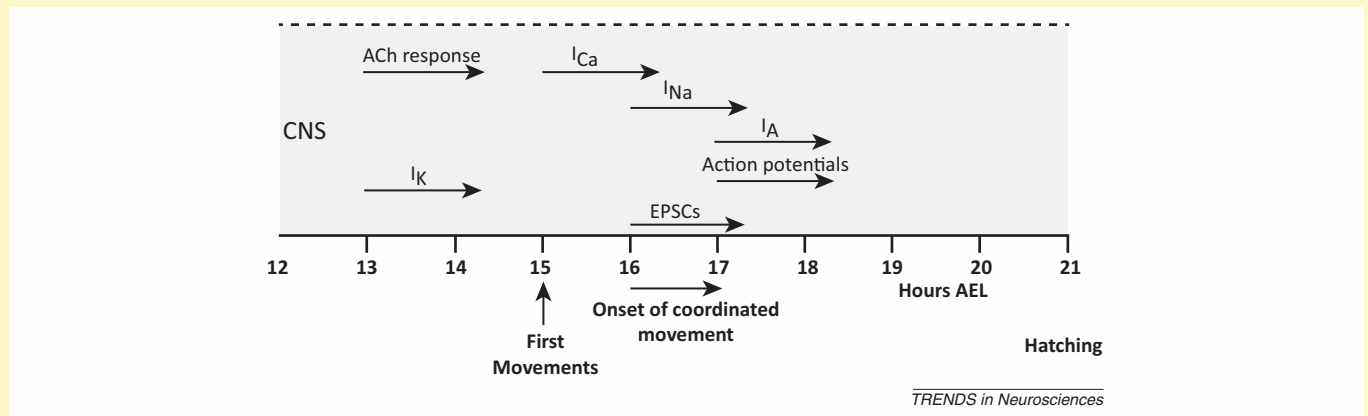 ACh response
I_Ca
I_Na
I_A
CNS
Action potentials
I_K
EPSCs
12 13 14 15 16 17 18 19 20 21
Hours AEL
Onset of coordinated
movement
First
Movements
Hatching
TRENDS in Neurosciences